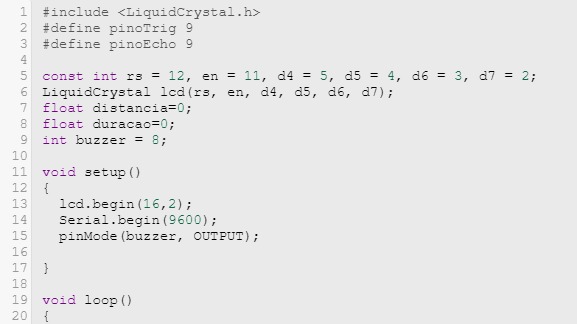 1 #include <LiquidCrystal.h>
2 #define pinoTrig 9
3 #define pinoEcho 9
4
5 const int rs = 12, en = 11, d4 = 5, d5 = 4, d6 = 3, d7 = 2;
6 LiquidCrystal lcd(rs, en, d4, d5, d6, d7);
7 float distancia=0;
8 float duracao=0;
9 int buzzer = 8;
10
11 void setup()
12 {
13   lcd.begin(16,2);
14   Serial.begin(9600);
15   pinMode(buzzer, OUTPUT);
16
17 }
18
19 void loop()
20 {